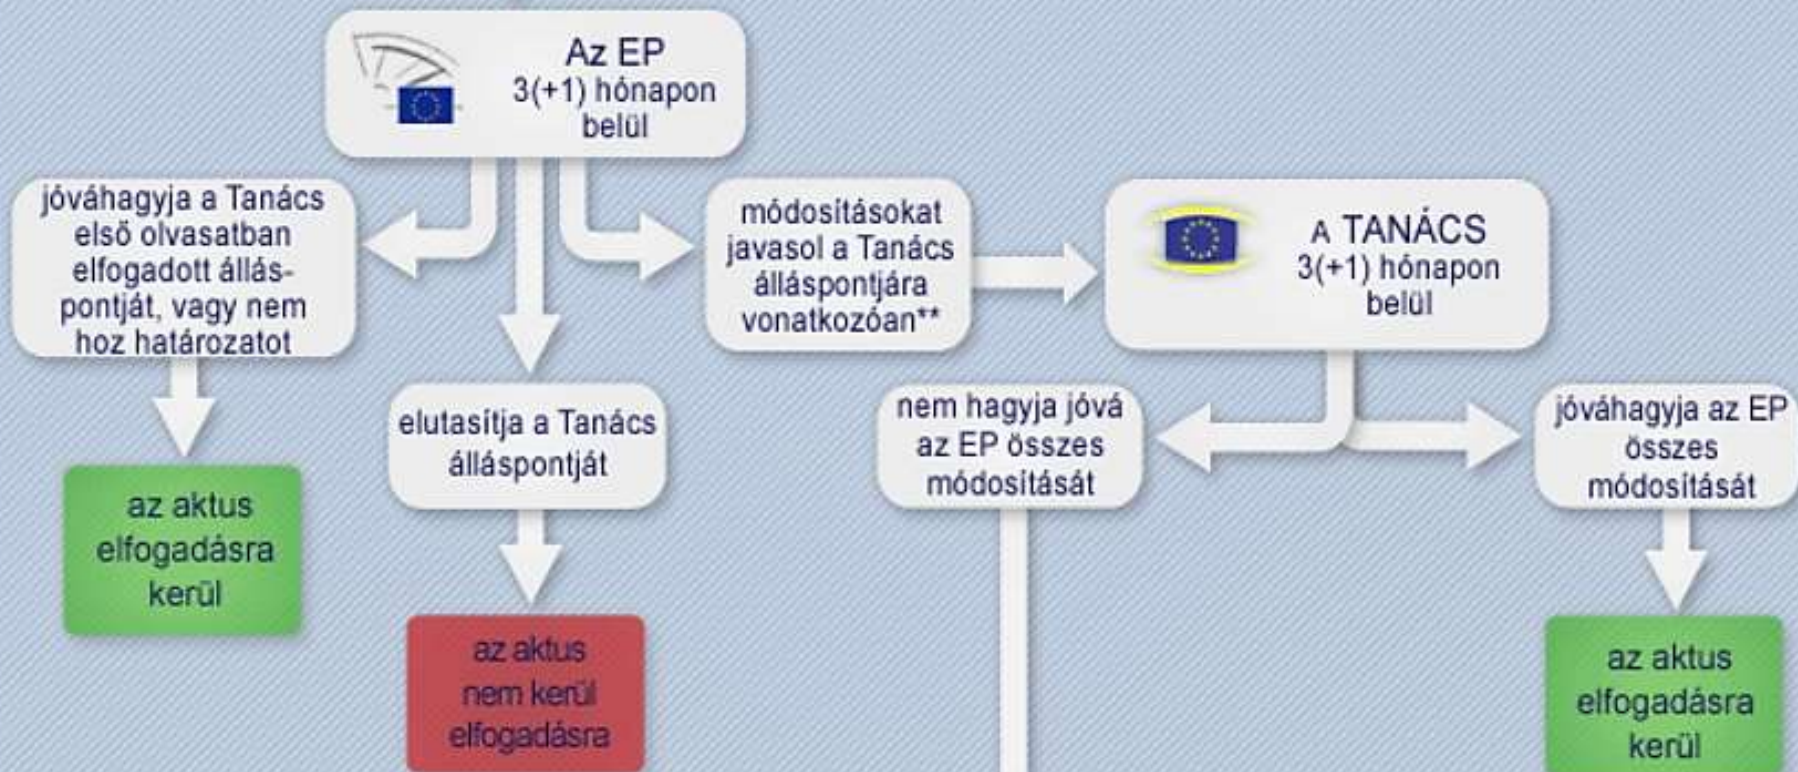 Az EP
3(+1) hónapon
belül
jóváhagyja a Tanács
első olvasatban
elfogadott állás-
pontját, vagy nem
hoz határozatot
az aktus
elfogadásra
kerül
elutasítja a Tanács
álláspontját
az aktus
nem kerül
elfogadásra
módosításokat
javasol a Tanács
álláspontjára
vonatkozóan**
A TANÁCS
3(+1) hónapon
belül
nem hagyja jóvá
az EP összes
módosítását
jóváhagyja az EP
összes
módosítását
az aktus
elfogadásra
kerül